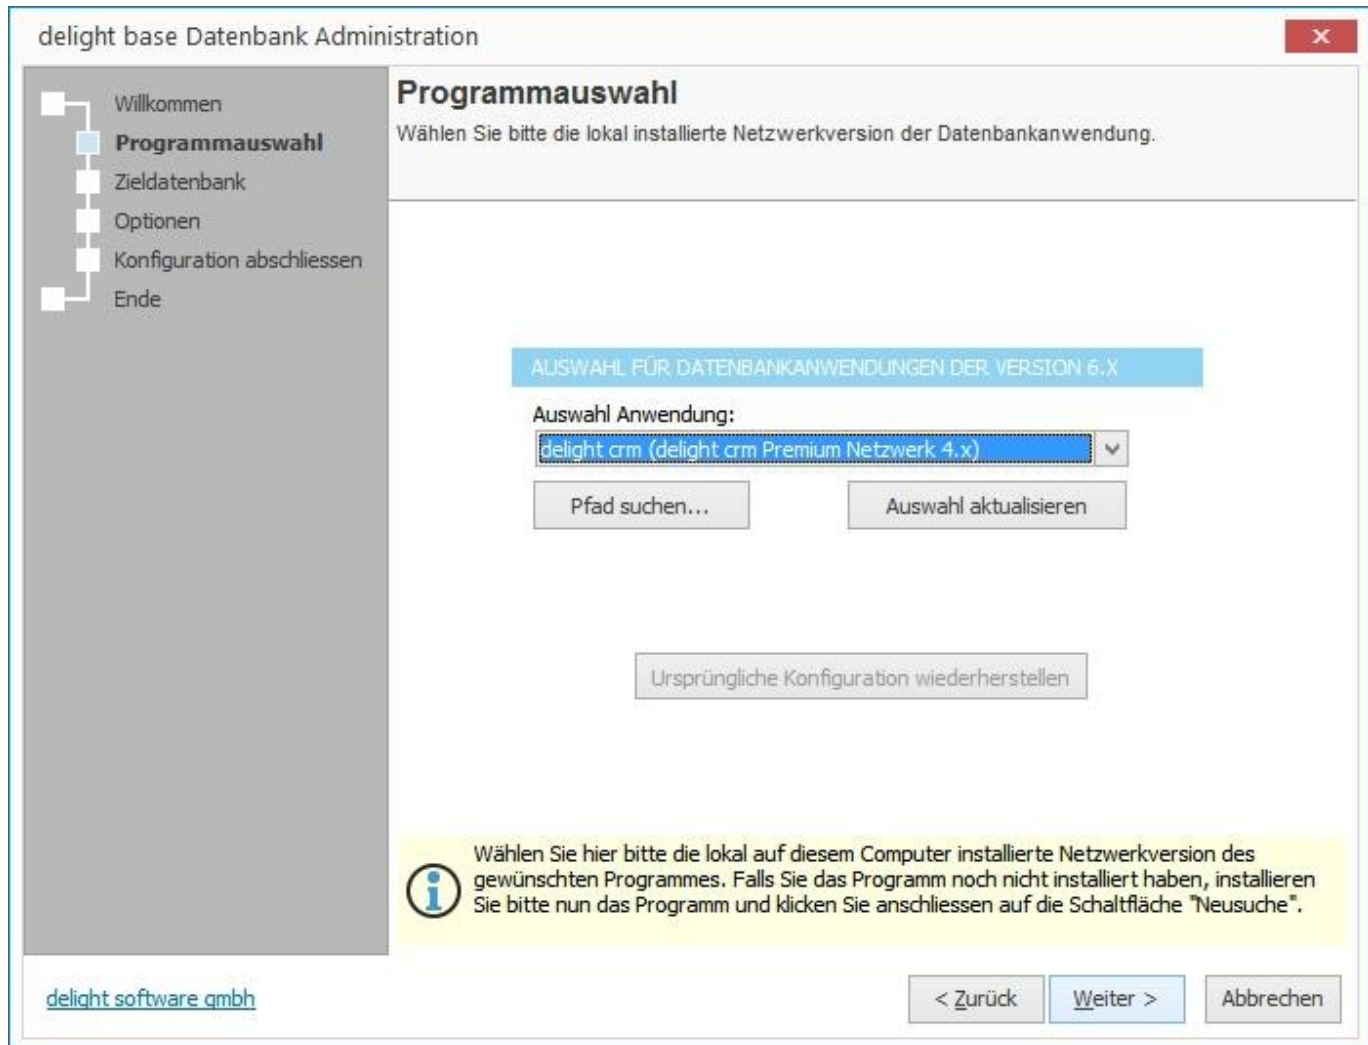 delight base Datenbank Administration
Willkommen
Programmauswahl
Zieldatenbank
Optionen
Konfiguration abschliessen
Ende
Programmauswahl
Wählen Sie bitte die lokal installierte Netzwerkversion der Datenbankanwendung.
AUSWAHL FÜR DATENBANKANWENDUNGEN DER VERSION 6.X
Auswahl Anwendung:
delight crm (delight crm Premium Netzwerk 4.x)
Pfad suchen...
Auswahl aktualisieren
Ursprüngliche Konfiguration wiederherstellen
Wählen Sie hier bitte die lokal auf diesem Computer installierte Netzwerkversion des
gewünschten Programmes. Falls Sie das Programm noch nicht installiert haben, installieren
Sie bitte nun das Programm und klicken Sie anschliessen auf die Schaltfläche "Neusuche".
delight software gmbh
< Zurück
Weiter >
Abbrechen